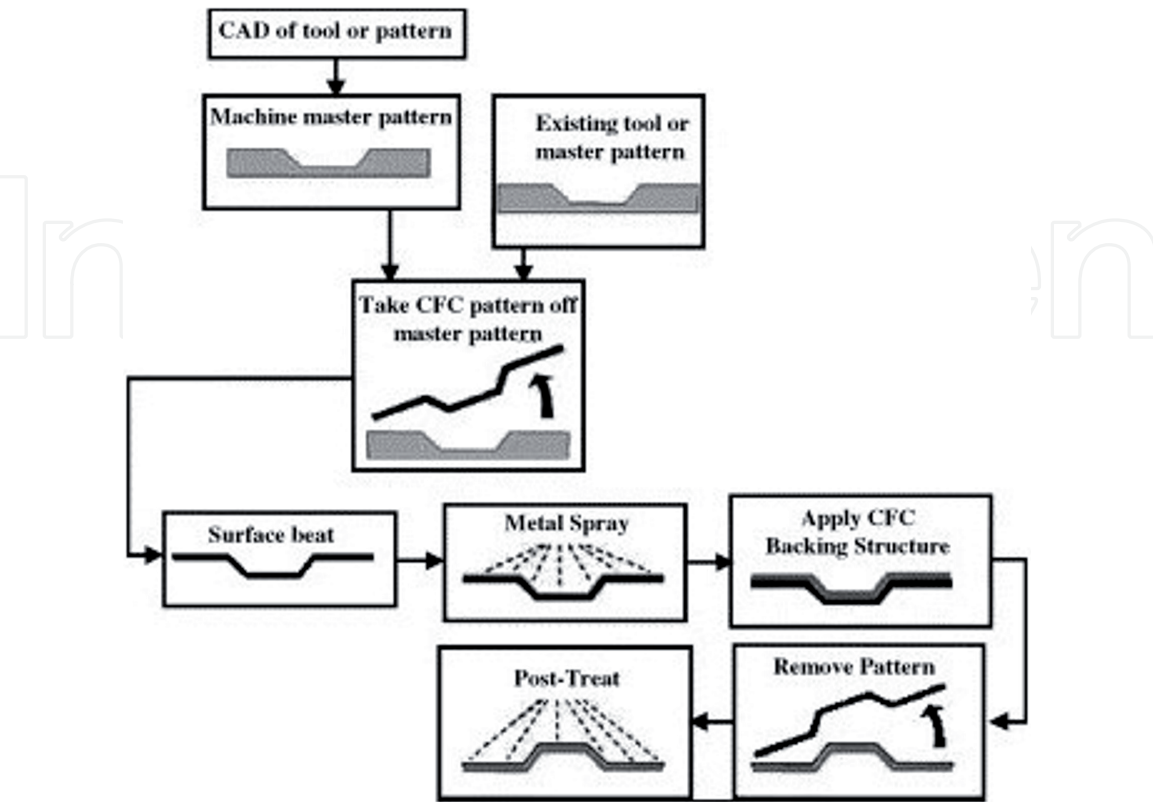 CAD of tool or pattern
Machine master pattern
Existing tool or
master pattern
Take CFC pattern off
master pattern
Surface beat
Metal Spray
Apply CFC
Backing Structure
Remove Pattern
Post-Treat